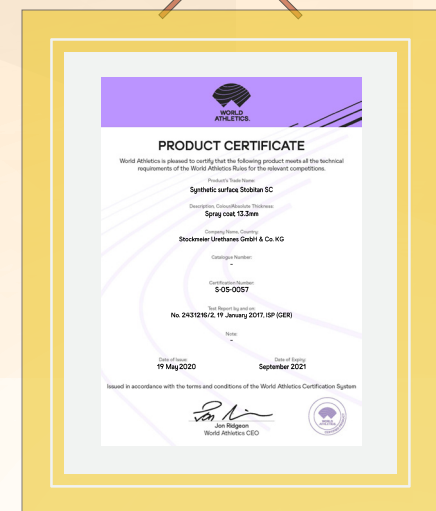 WORLD
ATHLETICS.
PRODUCT CERTIFICATE
World Athletics is pleased to certify that the following product meets all the technical
requirements of the World Athletics Rules for the relevant competitions.
Product's Trade Name:
Synthetic surface, Stobitan SC
Description, Colour/Absolute Thickness:
Spray coat, 13.3mm
Company Name, Country:
Stockmeier Urethanes GmbH & Co. KG
Catalogue Number:
-
Certification Number:
S-05-0057
Test Report by and on:
No. 2431216/2, 19 January 2017, ISP (GER)
Note:
-
Date of Issue: Date of Expiry:
19 May 2020 September 2021
Issued in accordance with the terms and conditions of the World Athletics Certification System
Jon Ridgeon
World Athletics CEO